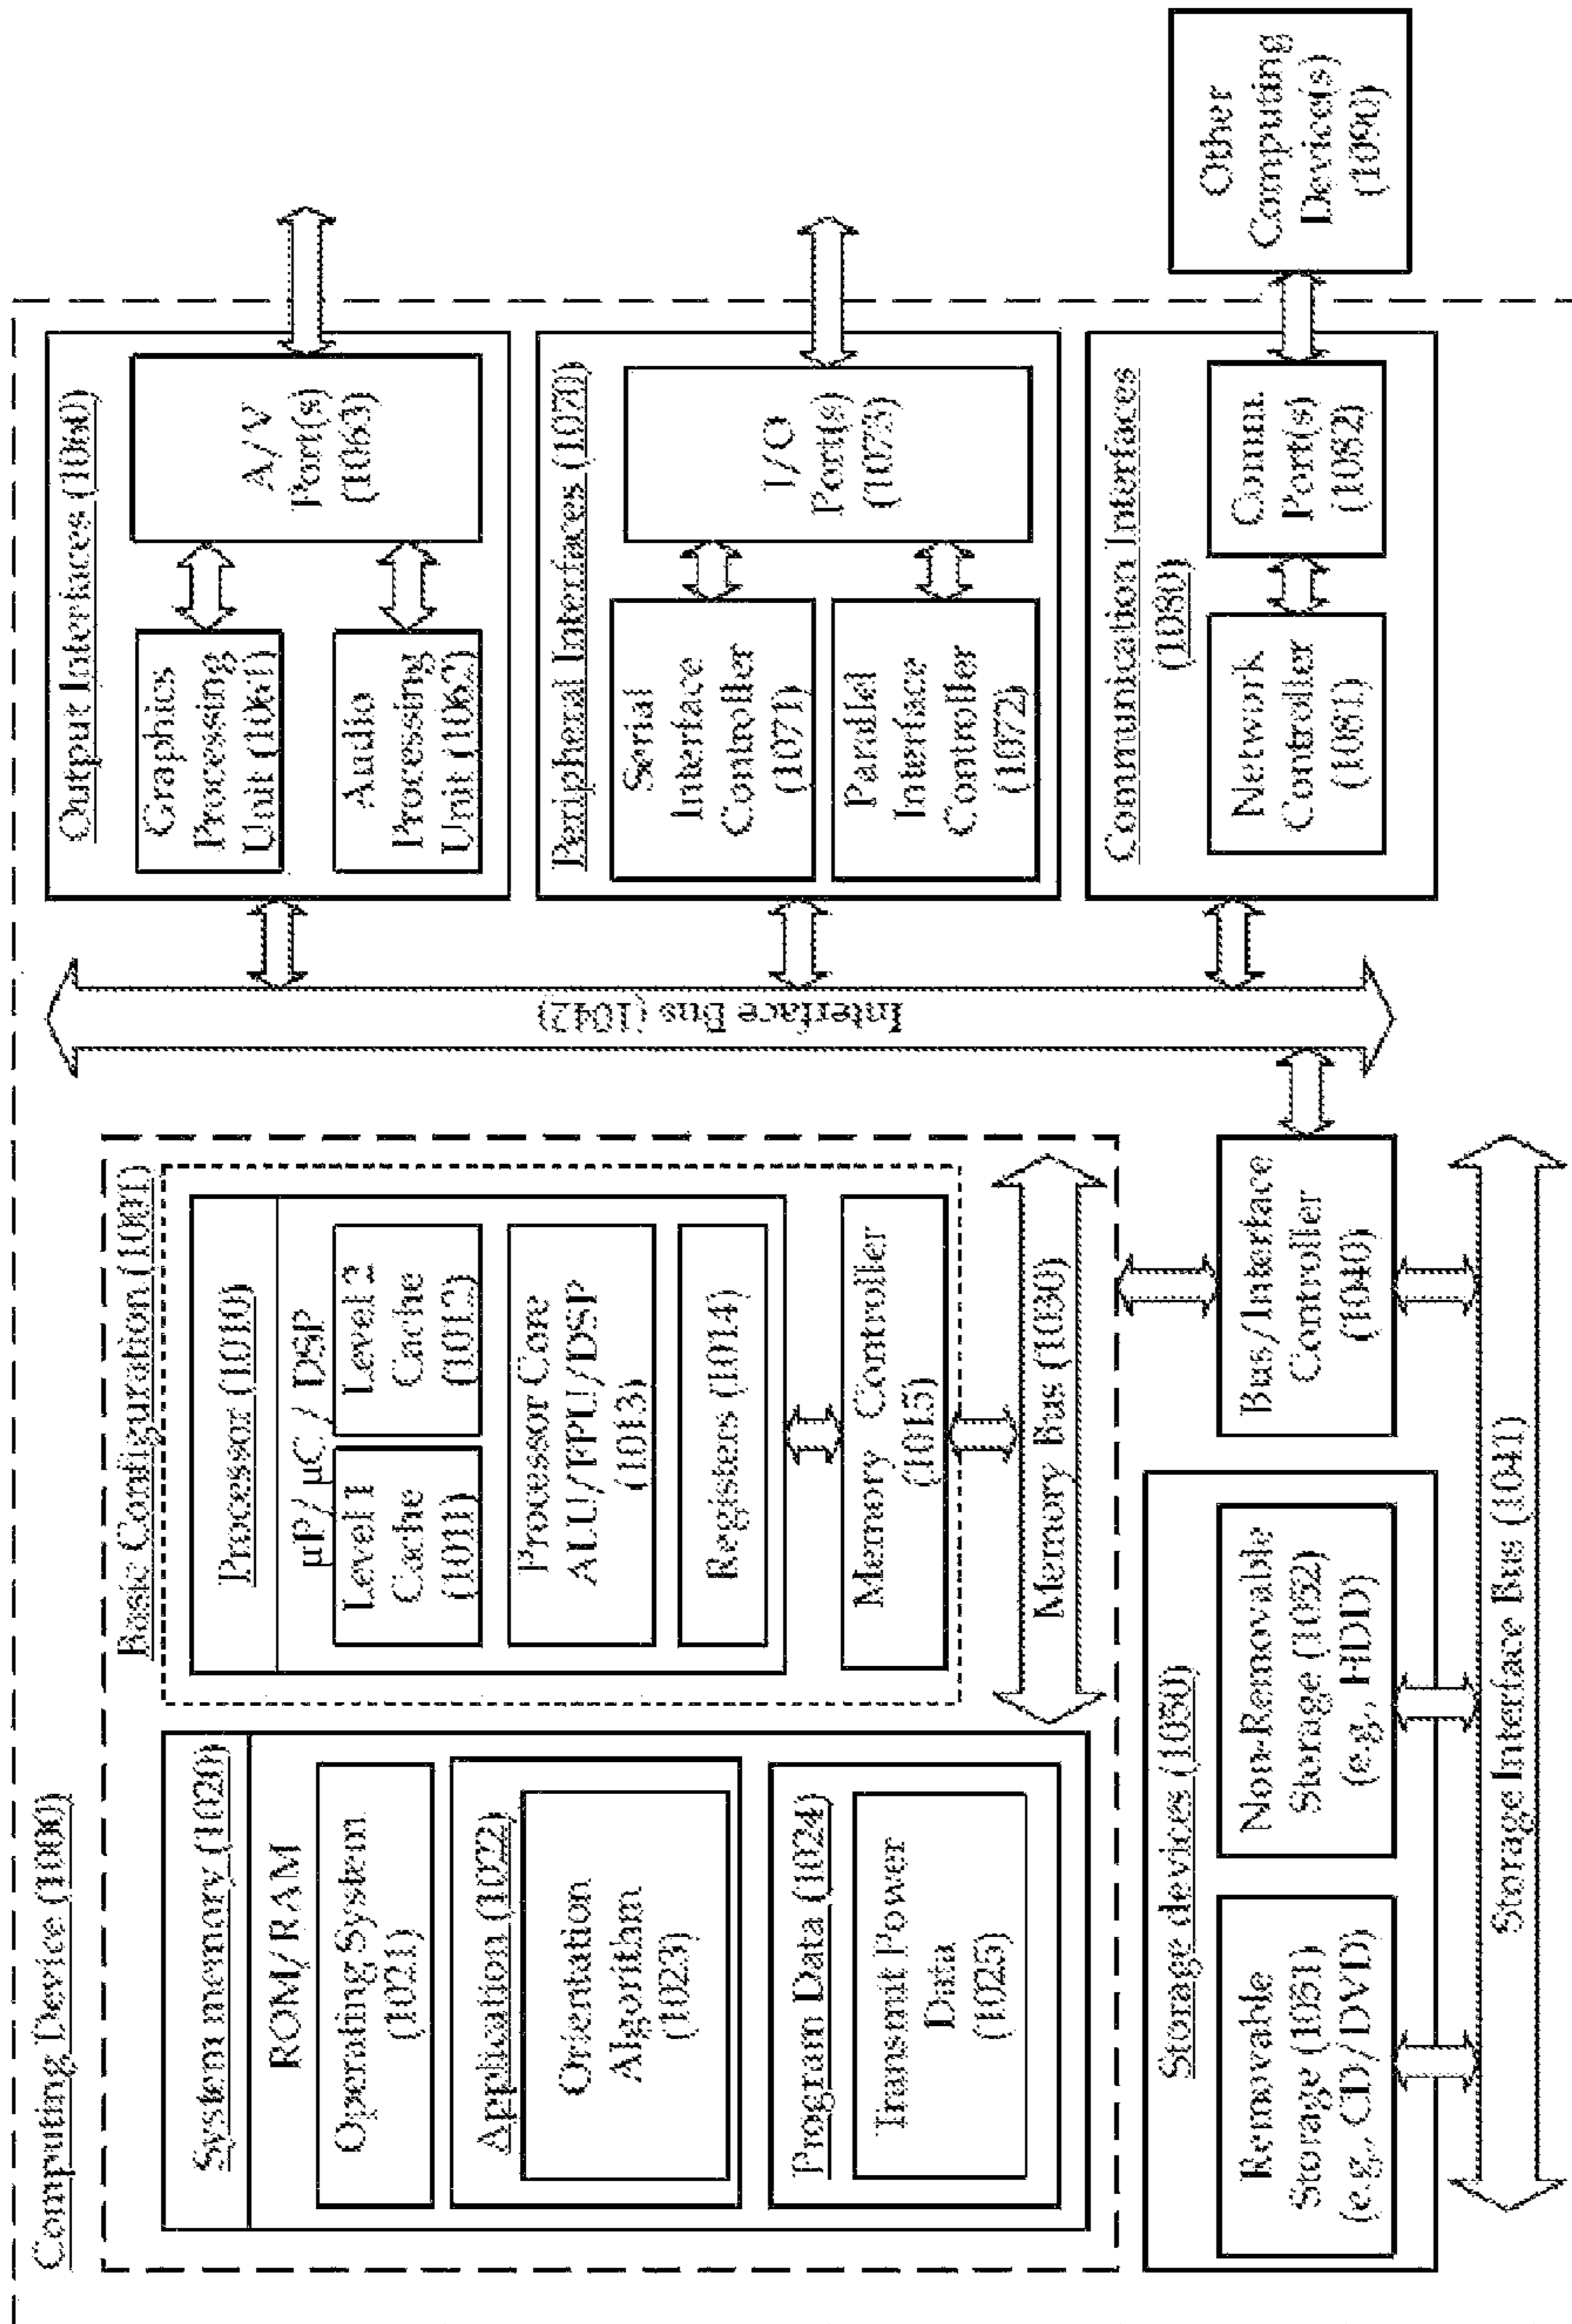 Computing Device (1000)
Basic Configuration (1001)
System memory (1020)
ROM/RAM
Operating System
(1021)
Application (1022)
Orientation
Algorithm
(1023)
Program Data (1024)
Transmit Power
Data
(1025)
Processor (1010)
µP/ µC / DSP
Level 1
Cache
(1011)
Level 2
Cache
(1012)
Processor Core
ALU/FPU/DSP
(1013)
Registers (1014)
Memory Controller
(1015)
Memory Bus (1030)
Bus/Interface
Controller
(1040)
Storage devices (1050)
Removable
Storage (1051)
(e.g., CD/DVD)
Non-Removable
Storage (1052)
(e.g., HDD)
Storage Interface Bus (1041)
Interface Bus (1042)
Output Interfaces (1060)
Graphics
Processing
Unit (1061)
Audio
Processing
Unit (1062)
A/V
Port(s)
(1063)
Peripheral Interfaces (1070)
Serial
Interface
Controller
(1071)
Parallel
Interface
Controller
(1072)
I/O
Port(s)
(1073)
Communication Interfaces
(1080)
Network
Controller
(1081)
Comm.
Port(s)
(1082)
Other
Computing
Device(s)
(1090)